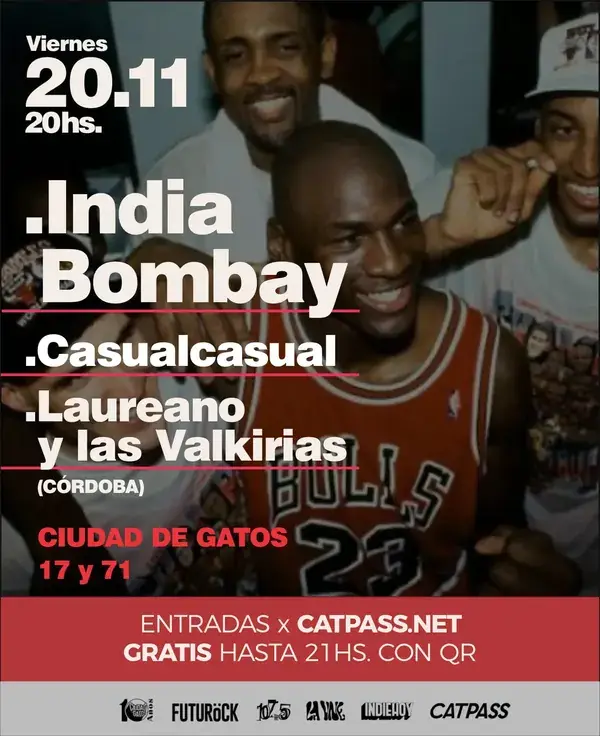 Viernes
20.11
20hs.
.India
Bombay
.Casualcasual
.Laureano
y las Valkirias
(CÓRDOBA)
BULLS
23
CIUDAD DE GATOS
17 y 71
ENTRADAS x CATPASS.NET
GRATIS HASTA 21HS. CON QR
FUTURöCK
107.5
INDIEHOY
CATPASS